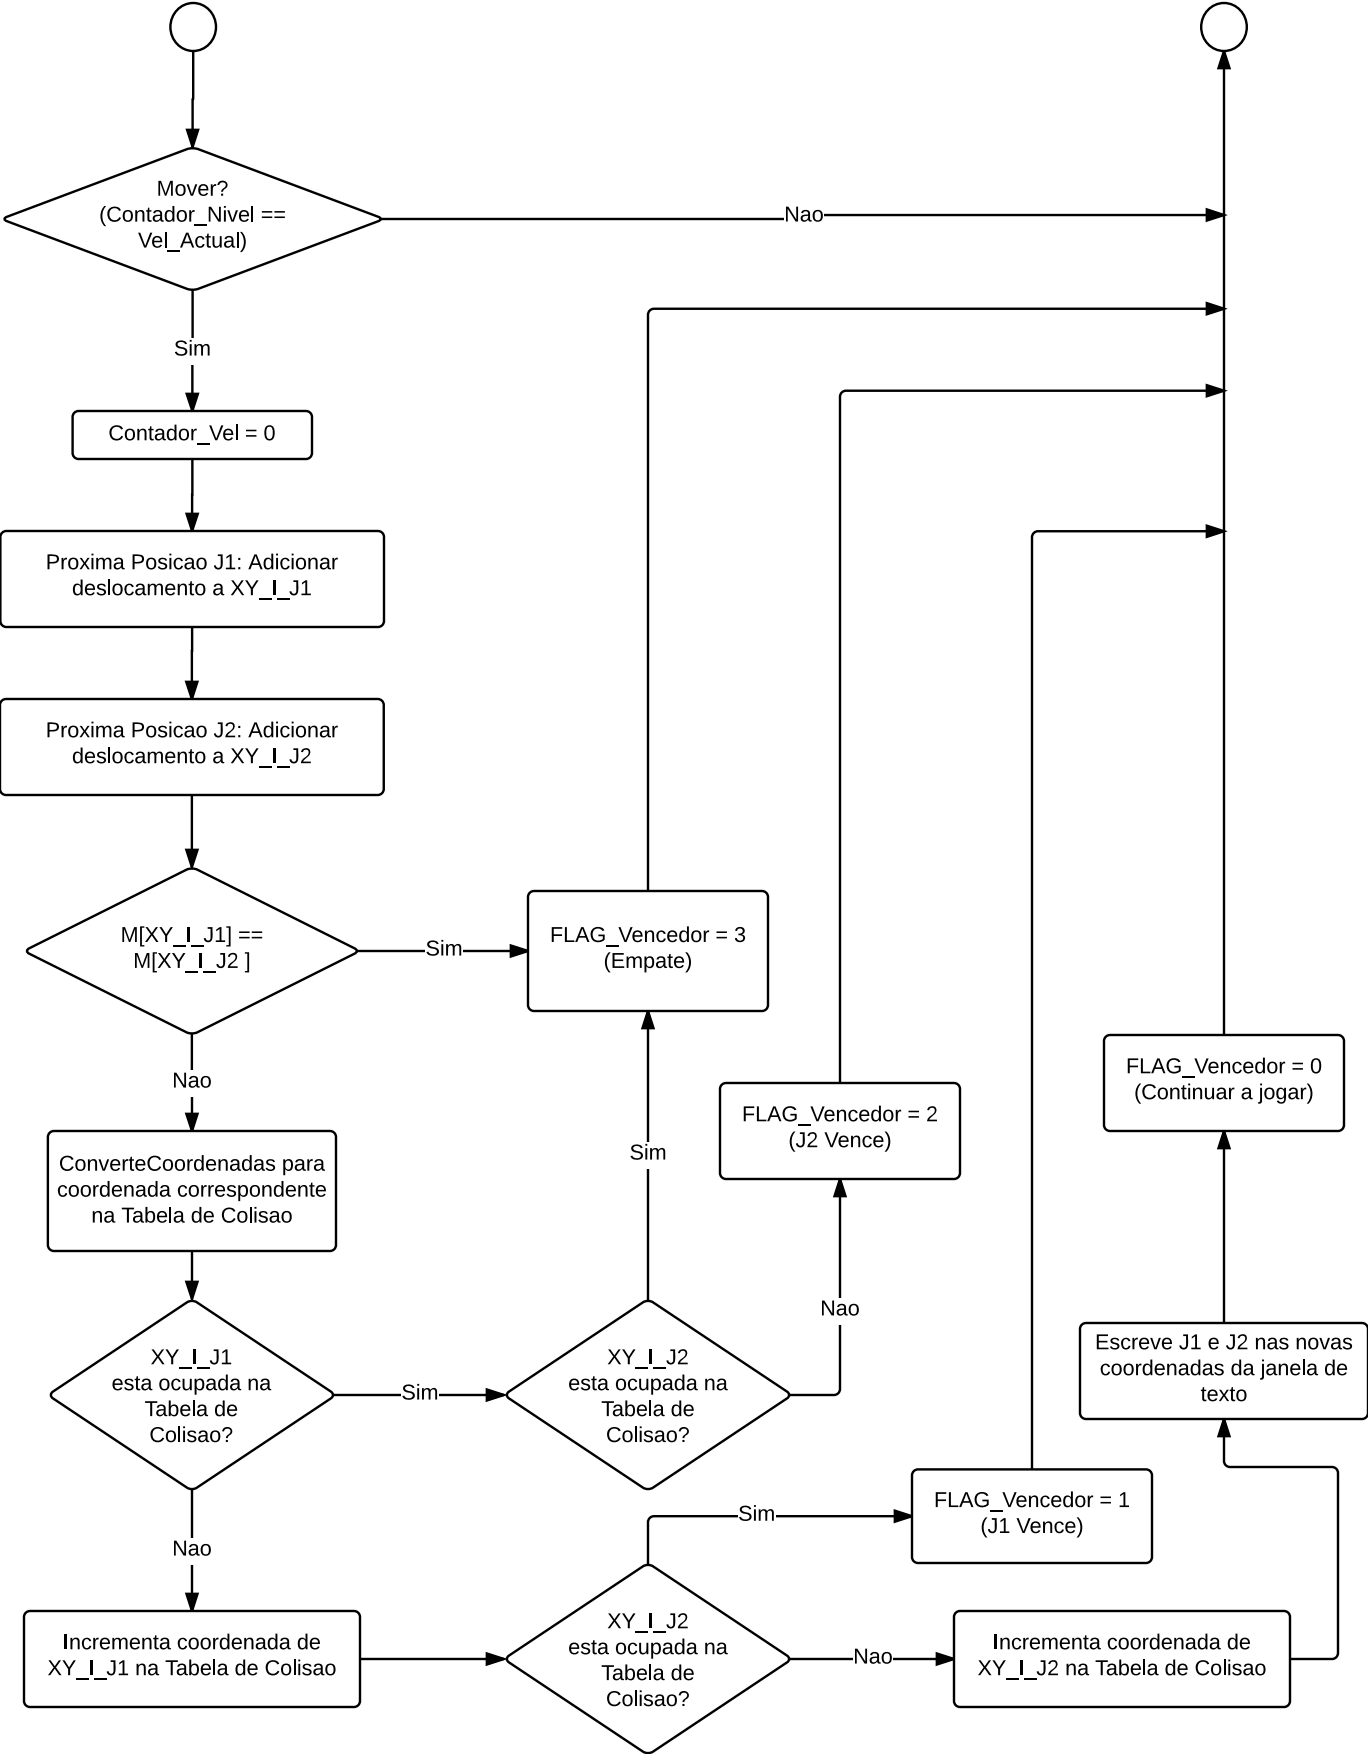 Mover?
(Contador_Nivel ==
Vel_Actual)
Nao
Sim
Contador_Vel = 0
Proxima Posicao J1: Adicionar
deslocamento a XY_I_J1
Proxima Posicao J2: Adicionar
deslocamento a XY_I_J2
M[XY_I_J1] ==
M[XY_I_J2 ]
Sim
FLAG_Vencedor = 3
(Empate)
Nao
FLAG_Vencedor = 0
(Continuar a jogar)
FLAG_Vencedor = 2
(J2 Vence)
Sim
ConverteCoordenadas para
coordenada correspondente
na Tabela de Colisao
Nao
XY_I_J1
esta ocupada na
Tabela de
Colisao?
Sim
XY_I_J2
esta ocupada na
Tabela de
Colisao?
Escreve J1 e J2 nas novas
coordenadas da janela de
texto
Nao
Sim
FLAG_Vencedor = 1
(J1 Vence)
Incrementa coordenada de
XY_I_J1 na Tabela de Colisao
XY_I_J2
esta ocupada na
Tabela de
Colisao?
Nao
Incrementa coordenada de
XY_I_J2 na Tabela de Colisao